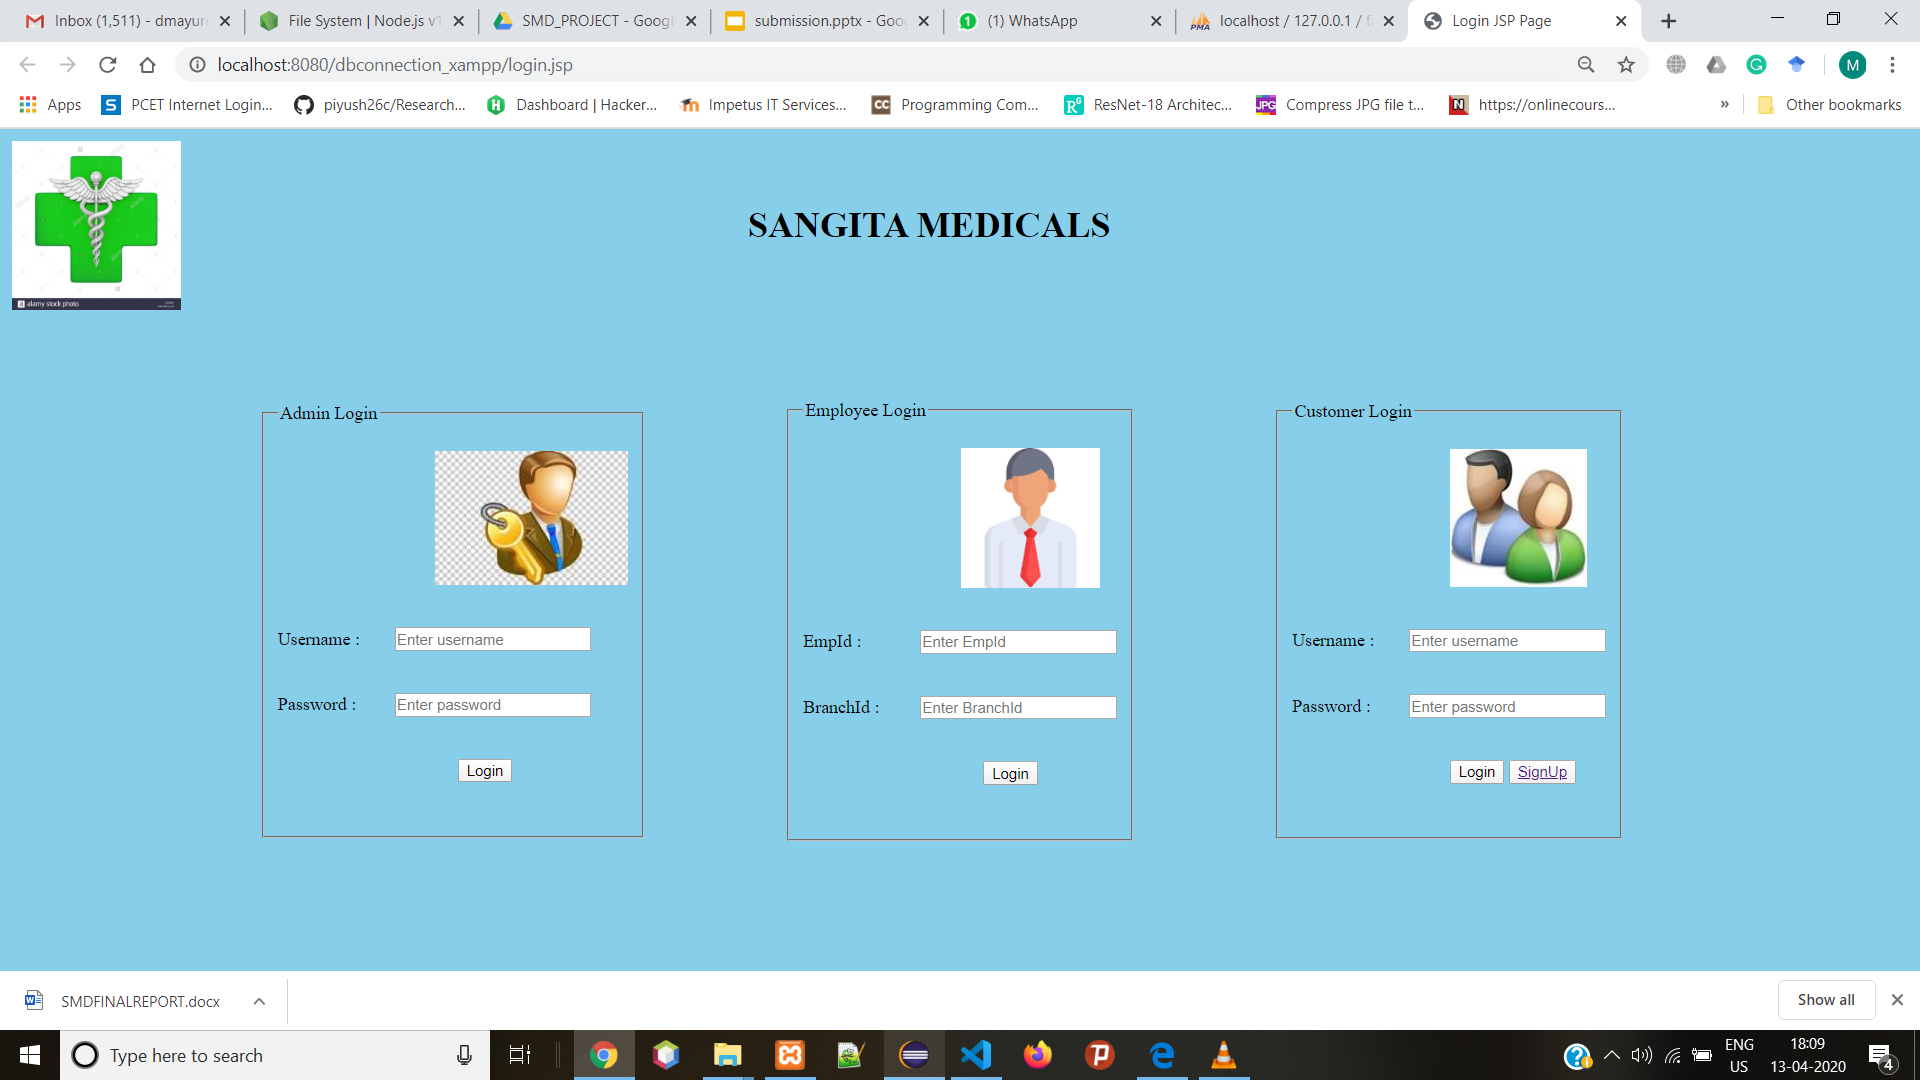 Inbox (1,511) - dmayur
File System | Node.js v1
SMD_PROJECT - Google
submission.pptx - Goo
(1) WhatsApp
localhost / 127.0.0.1 / f
Login JSP Page
localhost:8080/dbconnection_xampp/login.jsp
M
Apps
PCET Internet Login...
piyush26c/Research...
Dashboard | Hacker...
Impetus IT Services...
Programming Com...
ResNet-18 Architec...
Compress JPG file t...
https://onlinecours...
»
Other bookmarks
alamy stock photo
SANGITA MEDICALS
Admin Login
Username :
Enter username
Password :
Enter password
Login
Employee Login
EmpId :
Enter EmpId
BranchId :
Enter BranchId
Login
Customer Login
Username :
Enter username
Password :
Enter password
Login
SignUp
SMDFINALREPORT.docx
Show all
Type here to search
ENG
US
18:09
13-04-2020
4